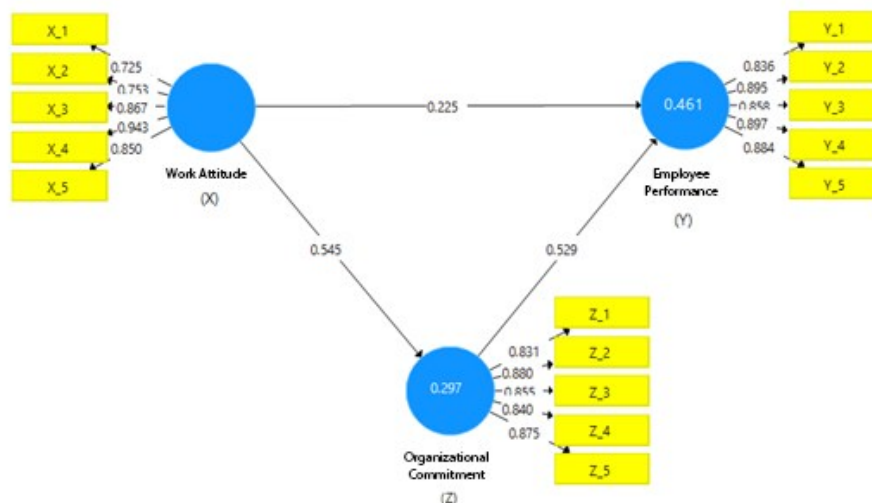 X_1
X_2
X_3
X_4
X_5
0.725
0.753
0.867
0.943
0.850
Work Attitude
(X)
0.225
0.545
0.529
0.461
Employee
Performance
(Y)
0.836
0.895
0.858
0.897
0.884
Y_1
Y_2
Y_3
Y_4
Y_5
0.297
Organizational
Commitment
(Z)
0.831
0.880
0.855
0.840
0.875
Z_1
Z_2
Z_3
Z_4
Z_5